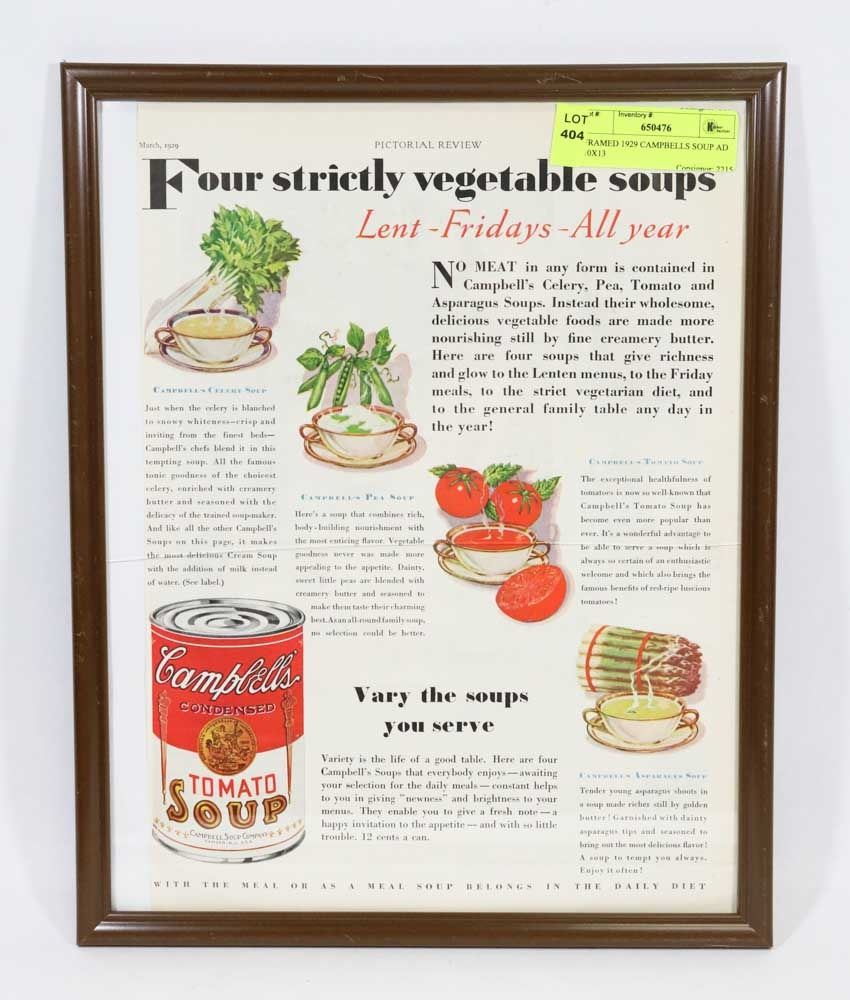 LOT
404
Inventory #:
650476
FRAMED 1929 CAMPBELLS SOUP AD
0X13
March, 1929
PICTORIAL REVIEW
Four strictly vegetable soups
Lent - Fridays - All year
NO MEAT in any form is contained in
Campbell's Celery, Pea, Tomato and
Asparagus Soups. Instead their wholesome,
delicious vegetable foods are made more
nourishing still by fine creamery butter.
Here are four soups that give richness
and glow to the Lenten menus, to the Friday
meals, to the strict vegetarian diet, and
to the general family table any day in
the year!
CAMPBELL'S CELERY SOUP
Just when the celery is blanched
to snowy whiteness—crisp and
inviting from the finest beds—
Campbell's chefs blend it in this
tempting soup. All the famous
tonic goodness of the choicest
celery, enriched with creamery
butter and seasoned with the
delicacy of the trained soup-maker.
And like all the other Campbell's
Soups on this page, it makes
the most delicious Cream Soup
with the addition of milk instead
of water. (See label.)
CAMPBELL'S PEA SOUP
Here's a soup that combines rich,
body-building nourishment with
the most enticing flavor. Vegetable
goodness never was made more
appealing to the appetite. Dainty,
sweet little peas are blended with
creamery butter and seasoned to
make them taste their charming
best. As an all-round family soup,
no selection could be better.
CAMPBELL'S TOMATO SOUP
The exceptional healthfulness of
tomatoes is now so well-known that
Campbell's Tomato Soup has
become even more popular than
ever. It's a wonderful advantage to
be able to serve a soup which is
always so certain of an enthusiastic
welcome and which also brings the
famous benefits of red-ripe luscious
tomatoes!
Campbell's
CONDENSED
TOMATO
SOUP
CAMPBELL SOUP COMPANY
CAMDEN, N.J., U.S.A.
Vary the soups
you serve
Variety is the life of a good table. Here are four
Campbell's Soups that everybody enjoys—awaiting
your selection for the daily meals—constant helps
to you in giving "newness" and brightness to your
menus. They enable you to give a fresh note—a
happy invitation to the appetite—and with so little
trouble. 12 cents a can.
CAMPBELL'S ASPARAGUS SOUP
Tender young asparagus shoots in
a soup made richer still by golden
butter! Garnished with dainty
asparagus tips and seasoned to
bring out the most delicious flavor!
A soup to tempt you always.
Enjoy it often!
WITH THE MEAL OR AS A MEAL SOUP BELONGS IN THE DAILY DIET